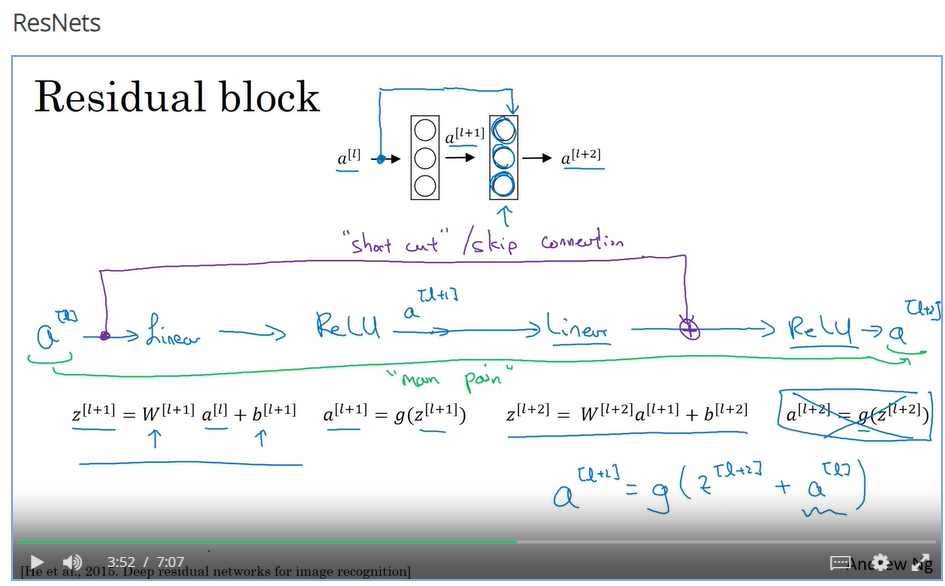 ResNets
Residual block
a[l] a[l+1] a[l+2]
"short cut" / skip connection
a[l] Linear ReLU a[l+1] Linear ReLU a[l+2]
"main path"
z[l+1] = W[l+1] a[l] + b[l+1] a[l+1] = g(z[l+1]) z[l+2] = W[l+2]a[l+1] + b[l+2] a[l+2] = g(z[l+2])
a[l+2] = g(z[l+2] + a[l])
3:52 / 7:07
[He et al., 2015. Deep residual networks for image recognition] Andrew Ng